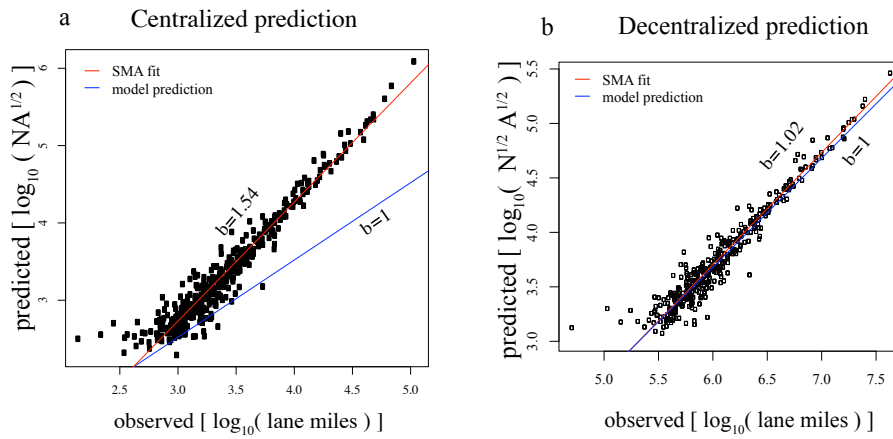 a
Centralized prediction
SMA fit
model prediction
b=1.54
b=1
predicted [ log10( NA1/2) ]
3
4
5
6
2.5
3.0
3.5
4.0
4.5
5.0
observed [ log10( lane miles ) ]
b
Decentralized prediction
SMA fit
model prediction
b=1.02
b=1
predicted [ log10( N1/2 A1/2) ]
3.0
3.5
4.0
4.5
5.0
5.5
5.0
5.5
6.0
6.5
7.0
7.5
observed [ log10( lane miles ) ]